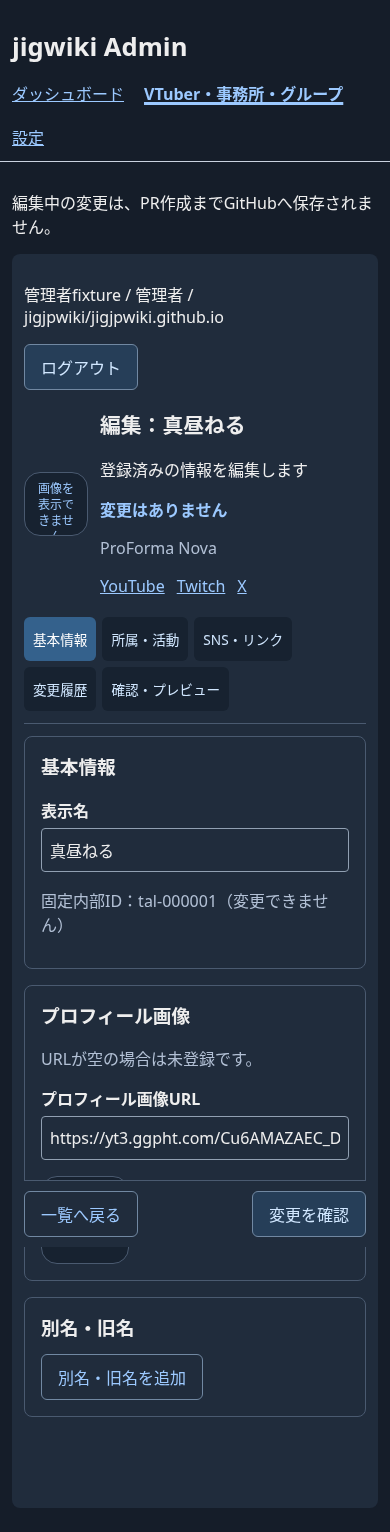 jigwiki Admin
ダッシュボード VTuber・事務所・グループ
設定
編集中の変更は、PR作成までGitHubへ保存されま
せん。
管理者fixture / 管理者 /
jigjpwiki/jigjpwiki.github.io
ログアウト
編集：真昼ねる
登録済みの情報を編集します
画像を
表示で
きませ
ん
変更はありません
ProForma Nova
YouTube Twitch X
基本情報 所属・活動 SNS・リンク
変更履歴 確認・プレビュー
基本情報
表示名
真昼ねる
固定内部ID：tal-000001（変更できませ
ん）
プロフィール画像
URLが空の場合は未登録です。
プロフィール画像URL
https://yt3.ggpht.com/Cu6AMAZAEC_D
一覧へ戻る 変更を確認
別名・旧名
別名・旧名を追加